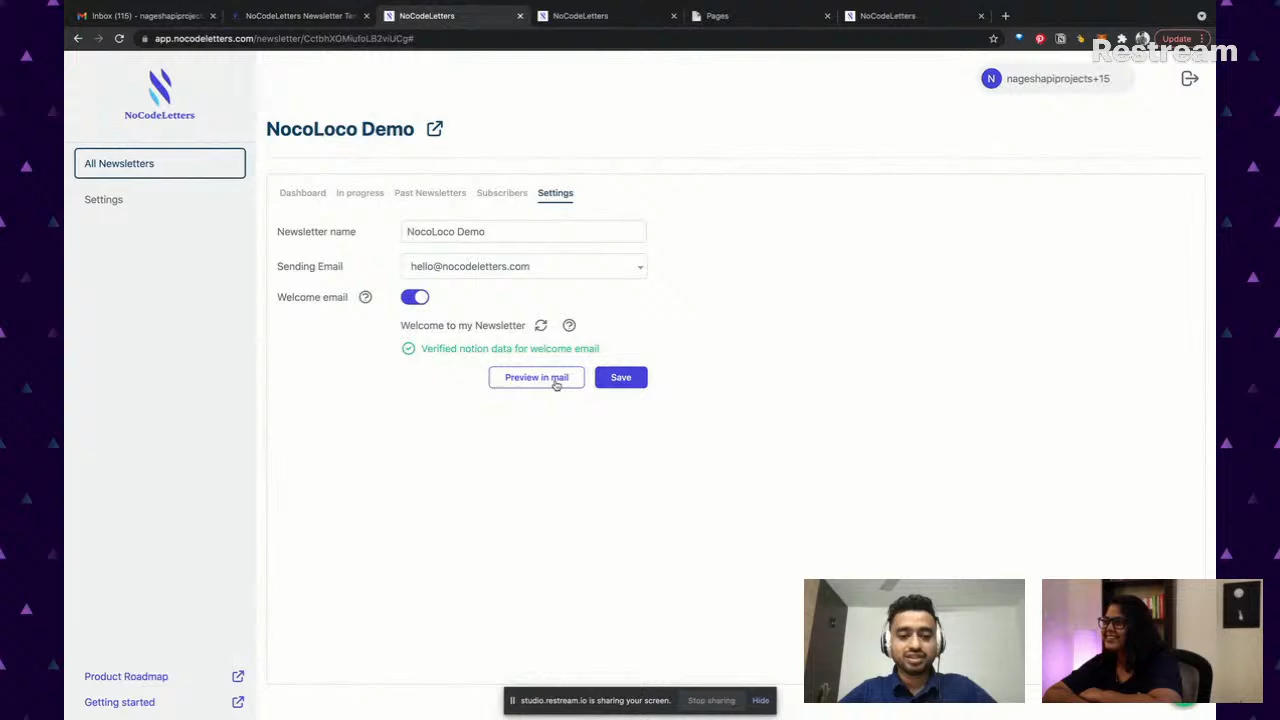 Inbox (115) - nageshapiprojec
NoCodeLetters Newsletter Te
NoCodeLetters
NoCodeLetters
Pages
NoCodeLetters
app.nocodeletters.com/newsletter/CctbhXOMiufoLB2viUCg#
Update
Restream
NoCodeLetters
N
nageshapiprojects+15
NocoLoco Demo
All Newsletters
Settings
Dashboard
In progress
Past Newsletters
Subscribers
Settings
Newsletter name
NocoLoco Demo
Sending Email
hello@nocodeletters.com
Welcome email
Welcome to my Newsletter
Verified notion data for welcome email
Preview in mail
Save
Product Roadmap
Getting started
studio.restream.io is sharing your screen.
Stop sharing
Hide